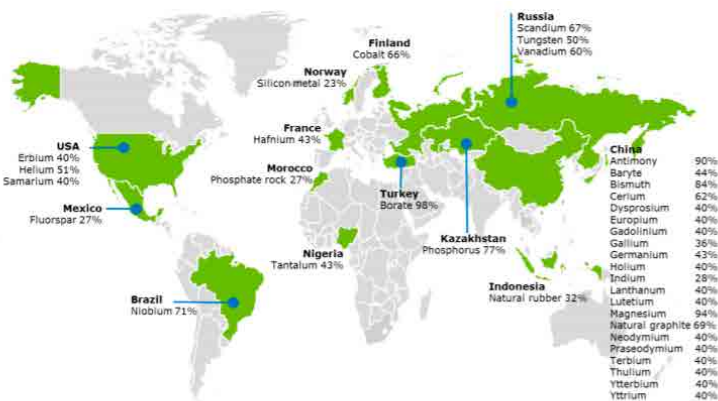 Russia
Scandium 67%
Tungsten 50%
Vanadium 60%
Finland
Cobalt 66%
Norway
Silicon metal 23%
France
Hafnium 43%
USA
Erbium 40%
Helium 51%
Samarium 40%
Morocco
Phosphate rock 27%
Mexico
Fluorspar 27%
Turkey
Borate 98%
Kazakhstan
Phosphorus 77%
Nigeria
Tantalum 43%
Indonesia
Natural rubber 32%
Brazil
Niobium 71%
China
Antimony 90%
Baryte 44%
Bismuth 84%
Cerium 62%
Dysprosium 40%
Europium 40%
Gadolinium 40%
Gallium 36%
Germanium 43%
Holium 40%
Indium 28%
Lanthanum 40%
Lutetium 40%
Magnesium 94%
Natural graphite 69%
Neodymium 40%
Praseodymium 40%
Terbium 40%
Thulium 40%
Ytterbium 40%
Yttrium 40%